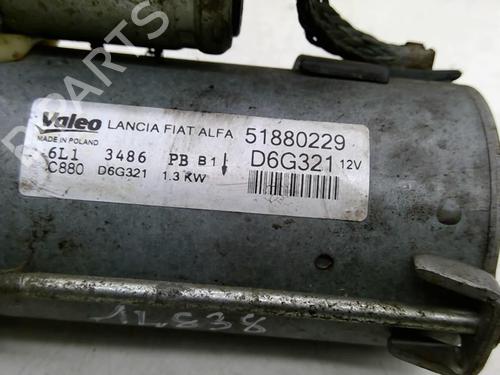 Valeo LANCIA FIAT ALFA 51880229
MADE IN POLAND
6L1 3486 PB B1 D6G321 12V
C880 D6G321 1.3 KW